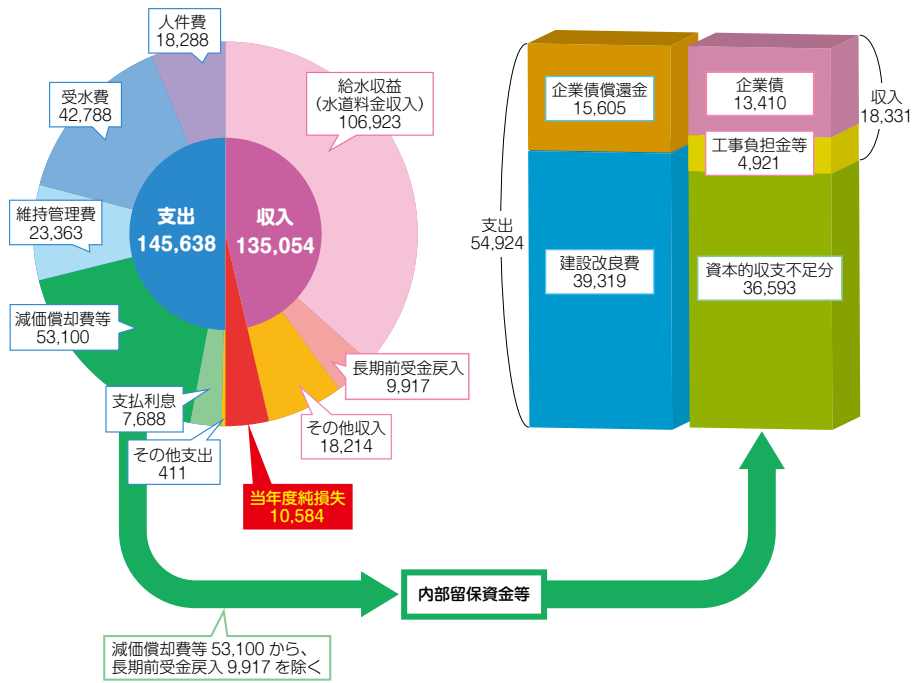 人件費
18,288
受水費
42,788
維持管理費
23,363
減価償却費等
53,100
支払利息
7,688
その他支出
411
支出
145,638
収入
135,054
給水収益
(水道料金収入)
106,923
長期前受金戻入
9,917
その他収入
18,214
当年度純損失
10,584
支出
54,924
企業債償還金
15,605
建設改良費
39,319
企業債
13,410
工事負担金等
4,921
資本的収支不足分
36,593
収入
18,331
内部留保資金等
減価償却費等 53,100 から、
長期前受金戻入 9,917 を除く